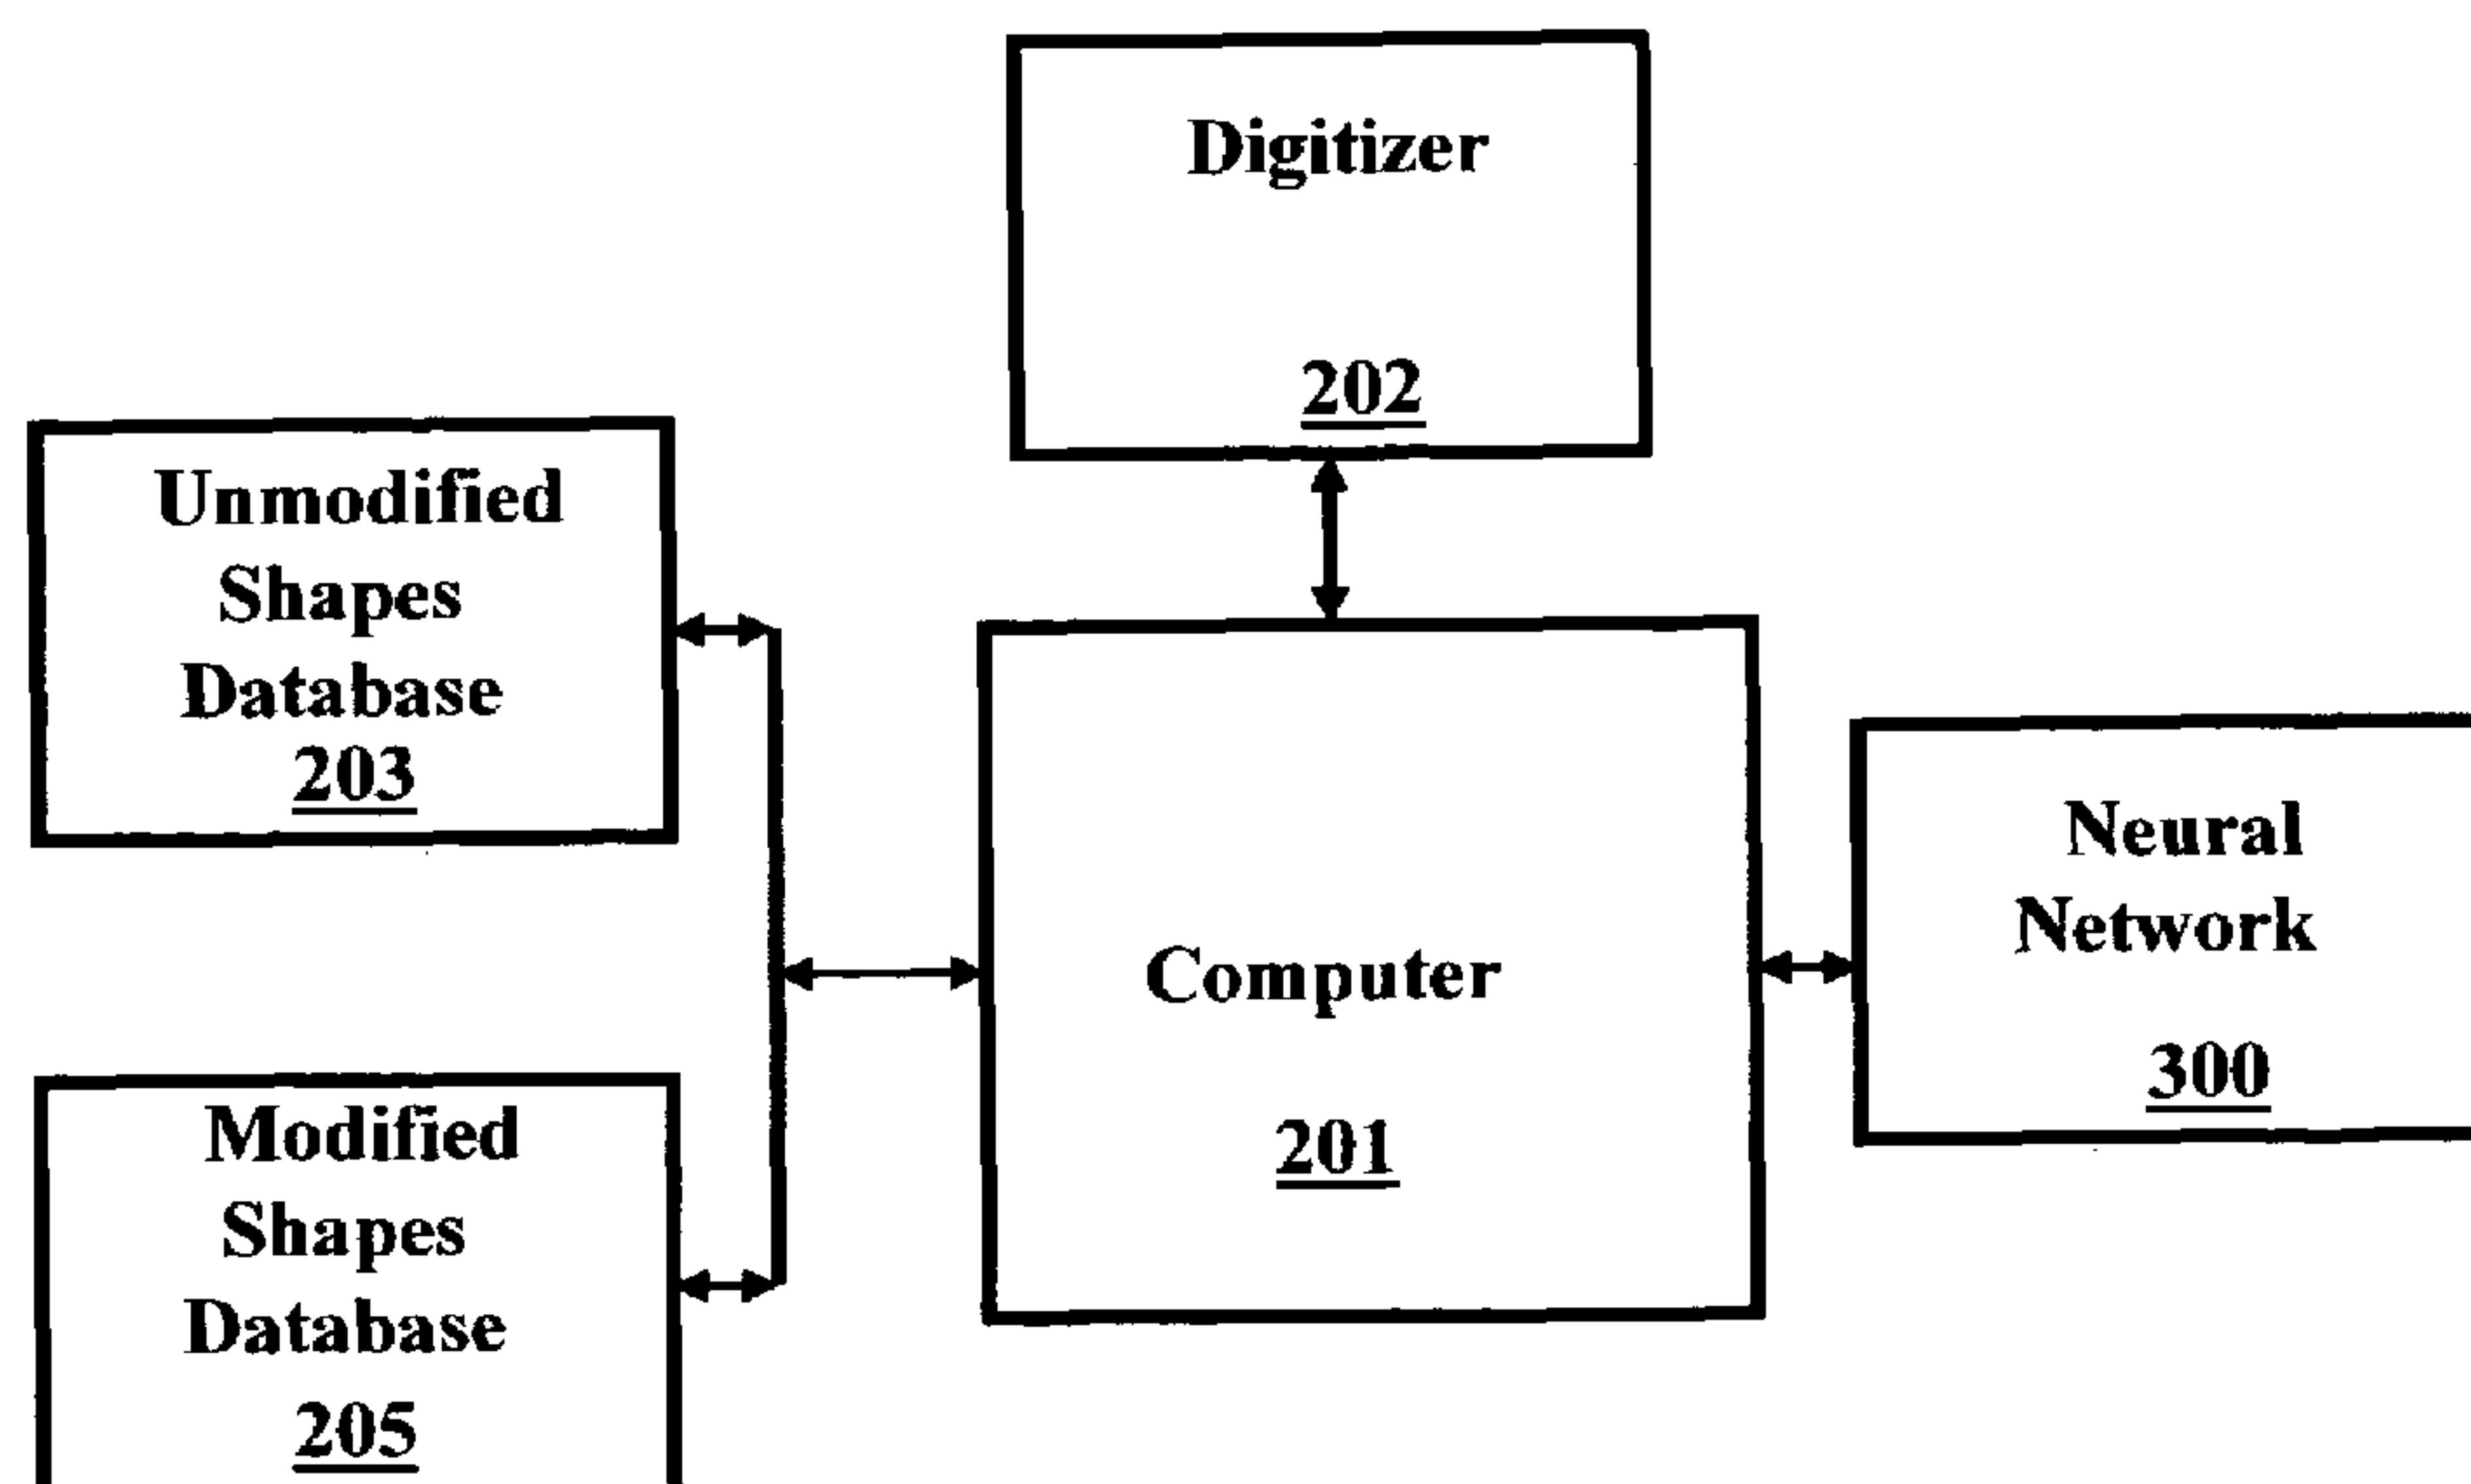 Digitizer
202
Unmodified
Shapes
Database
203
Computer
201
Neural
Network
300
Modified
Shapes
Database
205